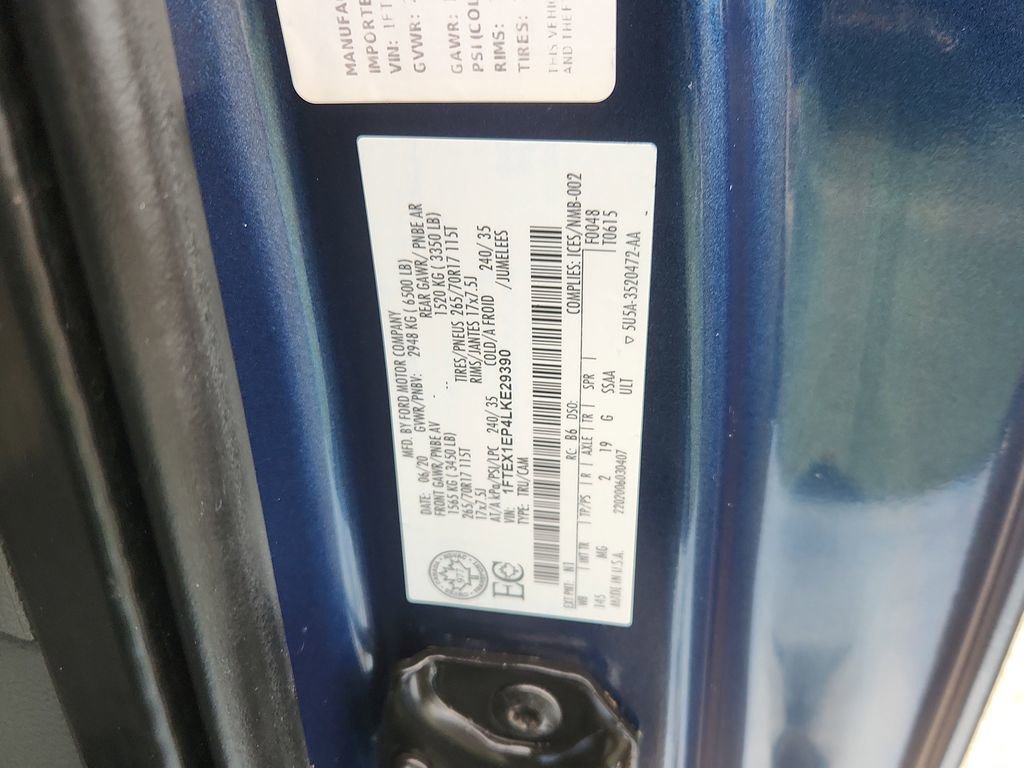 MANUFA
IMPORTE
VIN: 1FT
GVWR:
GAWR:
PSI (COL
RIMS:
TIRES:
THIS VEHIC
AND THEF
MFD. BY FORD MOTOR COMPANY
DATE: 06/20 GVWR/PNBV: 2948 KG ( 6500 LB)
FRONT GAWR/PNBE AV REAR GAWR/ PNBE AR
1565 KG ( 3450 LB) 1520 KG ( 3350 LB)
265/70R17 115T TIRES/PNEUS 265/70R17 115T
17x7.5J RIMS/JANTES 17x7.5J
AT/A kPa/PSI/LPC 240/ 35 COLD/A FROID 240/ 35
VIN: 1FTEX1EP4LKE29390 /JUMELEES
TYPE: TRU/CAM
EC
COMPLIES: ICES/NMB-002
EXT PNT: N1 RC: B6 DSO: F0048
WB INT TR TP/PS R AXLE TR SPR T0615
145 MG 2 19 G SSAA
MADE IN U.S.A. 2202006030407 ULT ▽ 5U5A-3520472-AA